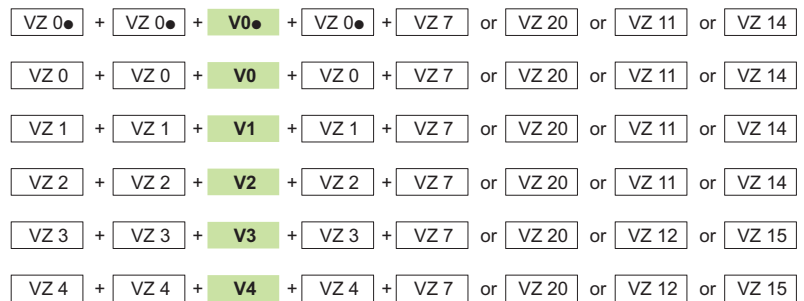 VZ 0● + VZ 0● + V0● + VZ 0● + VZ 7 or VZ 20 or VZ 11 or VZ 14
VZ 0 + VZ 0 + V0 + VZ 0 + VZ 7 or VZ 20 or VZ 11 or VZ 14
VZ 1 + VZ 1 + V1 + VZ 1 + VZ 7 or VZ 20 or VZ 11 or VZ 14
VZ 2 + VZ 2 + V2 + VZ 2 + VZ 7 or VZ 20 or VZ 11 or VZ 14
VZ 3 + VZ 3 + V3 + VZ 3 + VZ 7 or VZ 20 or VZ 12 or VZ 15
VZ 4 + VZ 4 + V4 + VZ 4 + VZ 7 or VZ 20 or VZ 12 or VZ 15